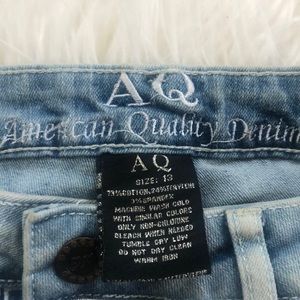 AQ
American Quality Denim
AQ
SIZE: 13
MACHINE WASH COLD
WITH SIMILAR COLORS
ONLY NON-CHLORINE
BLEACH WHEN NEEDED
TUMBLE DRY LOW
DO NOT DRY CLEAN
WARM IRON